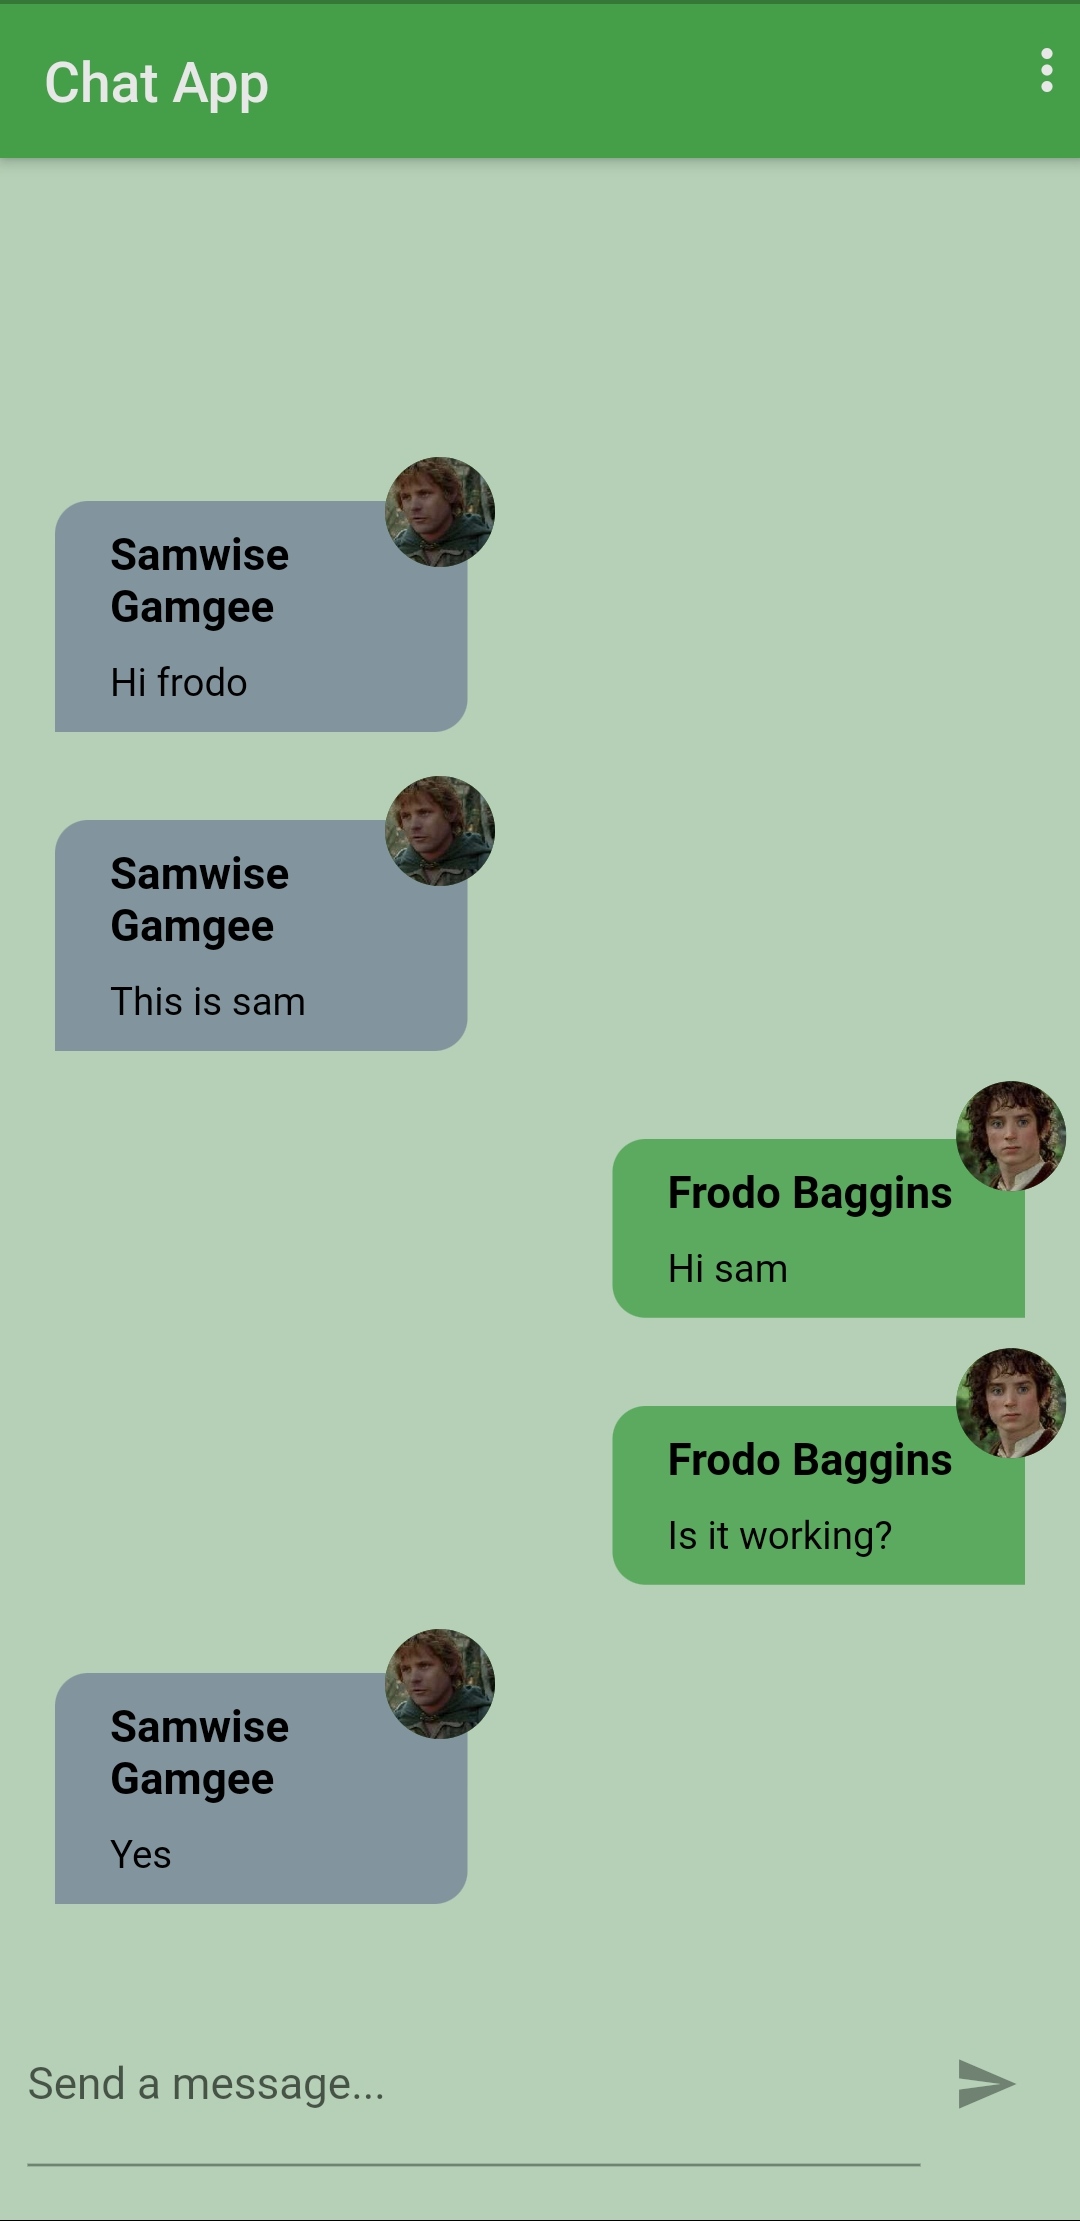 Chat App
Samwise
Gamgee
Hi frodo
Samwise
Gamgee
This is sam
Frodo Baggins
Hi sam
Frodo Baggins
Is it working?
Samwise
Gamgee
Yes
Send a message...